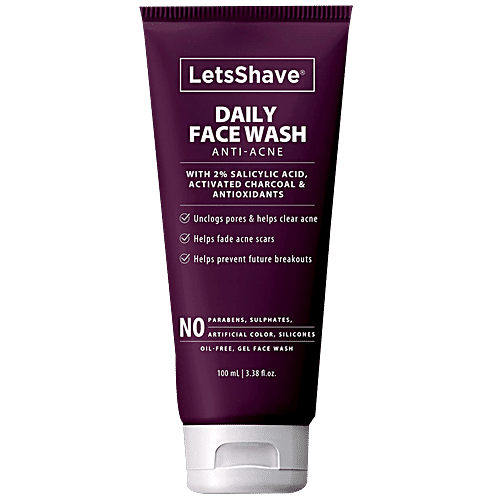 LetsShave®
DAILY
FACE WASH
ANTI-ACNE
WITH 2% SALICYLIC ACID,
ACTIVATED CHARCOAL &
ANTIOXIDANTS
Unclogs pores & helps clear acne
Helps fade acne scars
Helps prevent future breakouts
NO PARABENS, SULPHATES,
ARTIFICIAL COLOR, SILICONES
OIL-FREE, GEL FACE WASH
100 mL | 3.38 fl.oz.